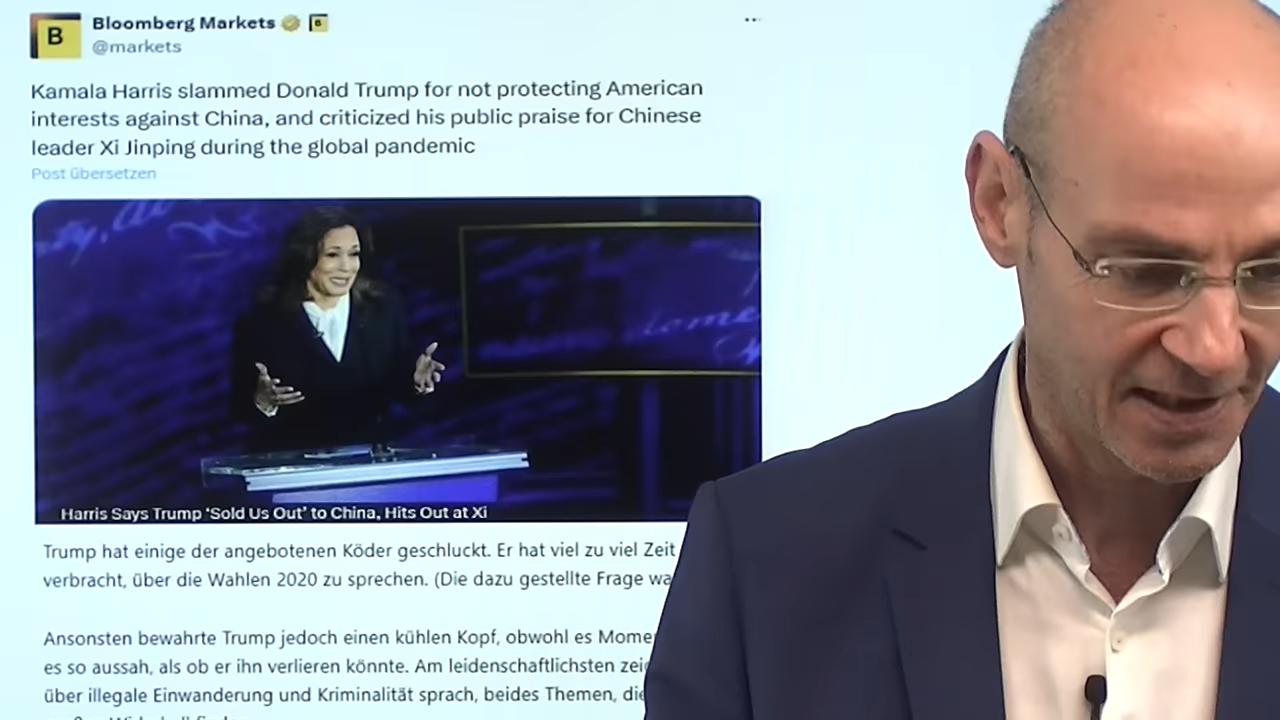 B
Bloomberg Markets
@markets
Kamala Harris slammed Donald Trump for not protecting American
interests against China, and criticized his public praise for Chinese
leader Xi Jinping during the global pandemic
Post übersetzen
Harris Says Trump ‘Sold Us Out’ to China, Hits Out at Xi
Trump hat einige der angebotenen Köder geschluckt. Er hat viel zu viel Zeit
verbracht, über die Wahlen 2020 zu sprechen. (Die dazu gestellte Frage
Ansonsten bewahrte Trump jedoch einen kühlen Kopf, obwohl es
es so aussah, als ob er ihn verlieren könnte. Am leidenschaftlichsten
über illegale Einwanderung und Kriminalität sprach, beides Themen, die